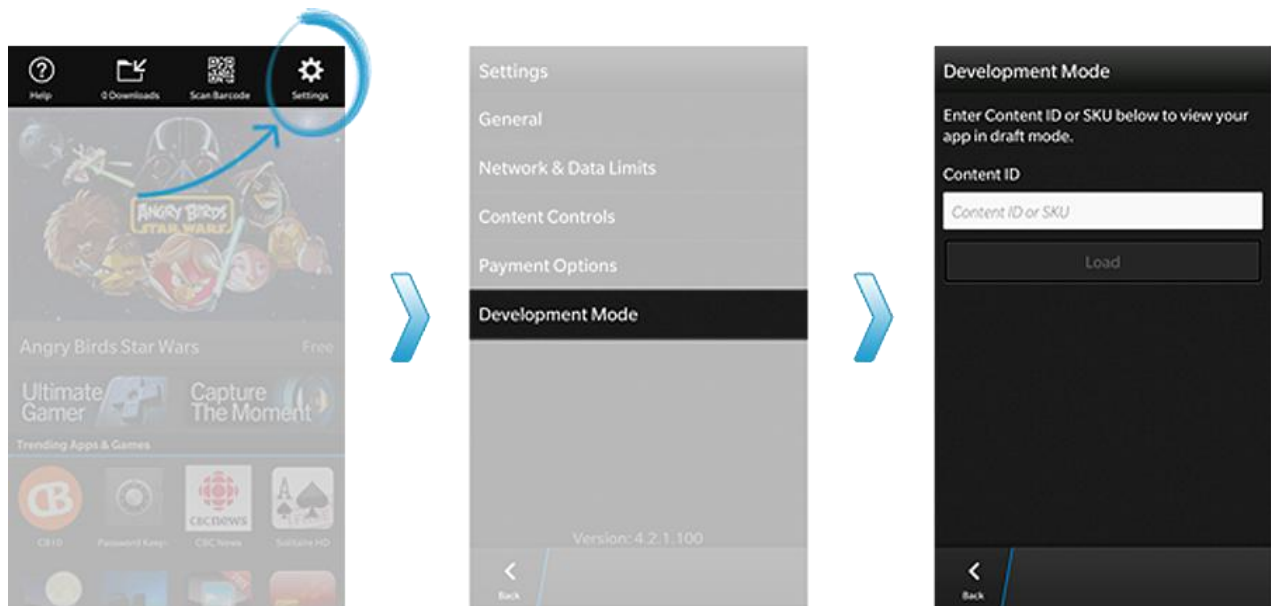 Help
0 Downloads
Scan Barcode
Settings
ANGRY BIRDS
STAR WARS
Angry Birds Star Wars Free
Ultimate
Gamer
Capture
The Moment
Trending Apps & Games
CB
CBCNEWS
A
CB10
Password Keep
CBC News
Solitaire HD
Settings
General
Network & Data Limits
Content Controls
Payment Options
Development Mode
Version: 4.2.1.100
Back
Development Mode
Enter Content ID or SKU below to view your
app in draft mode.
Content ID
Content ID or SKU
Load
Back